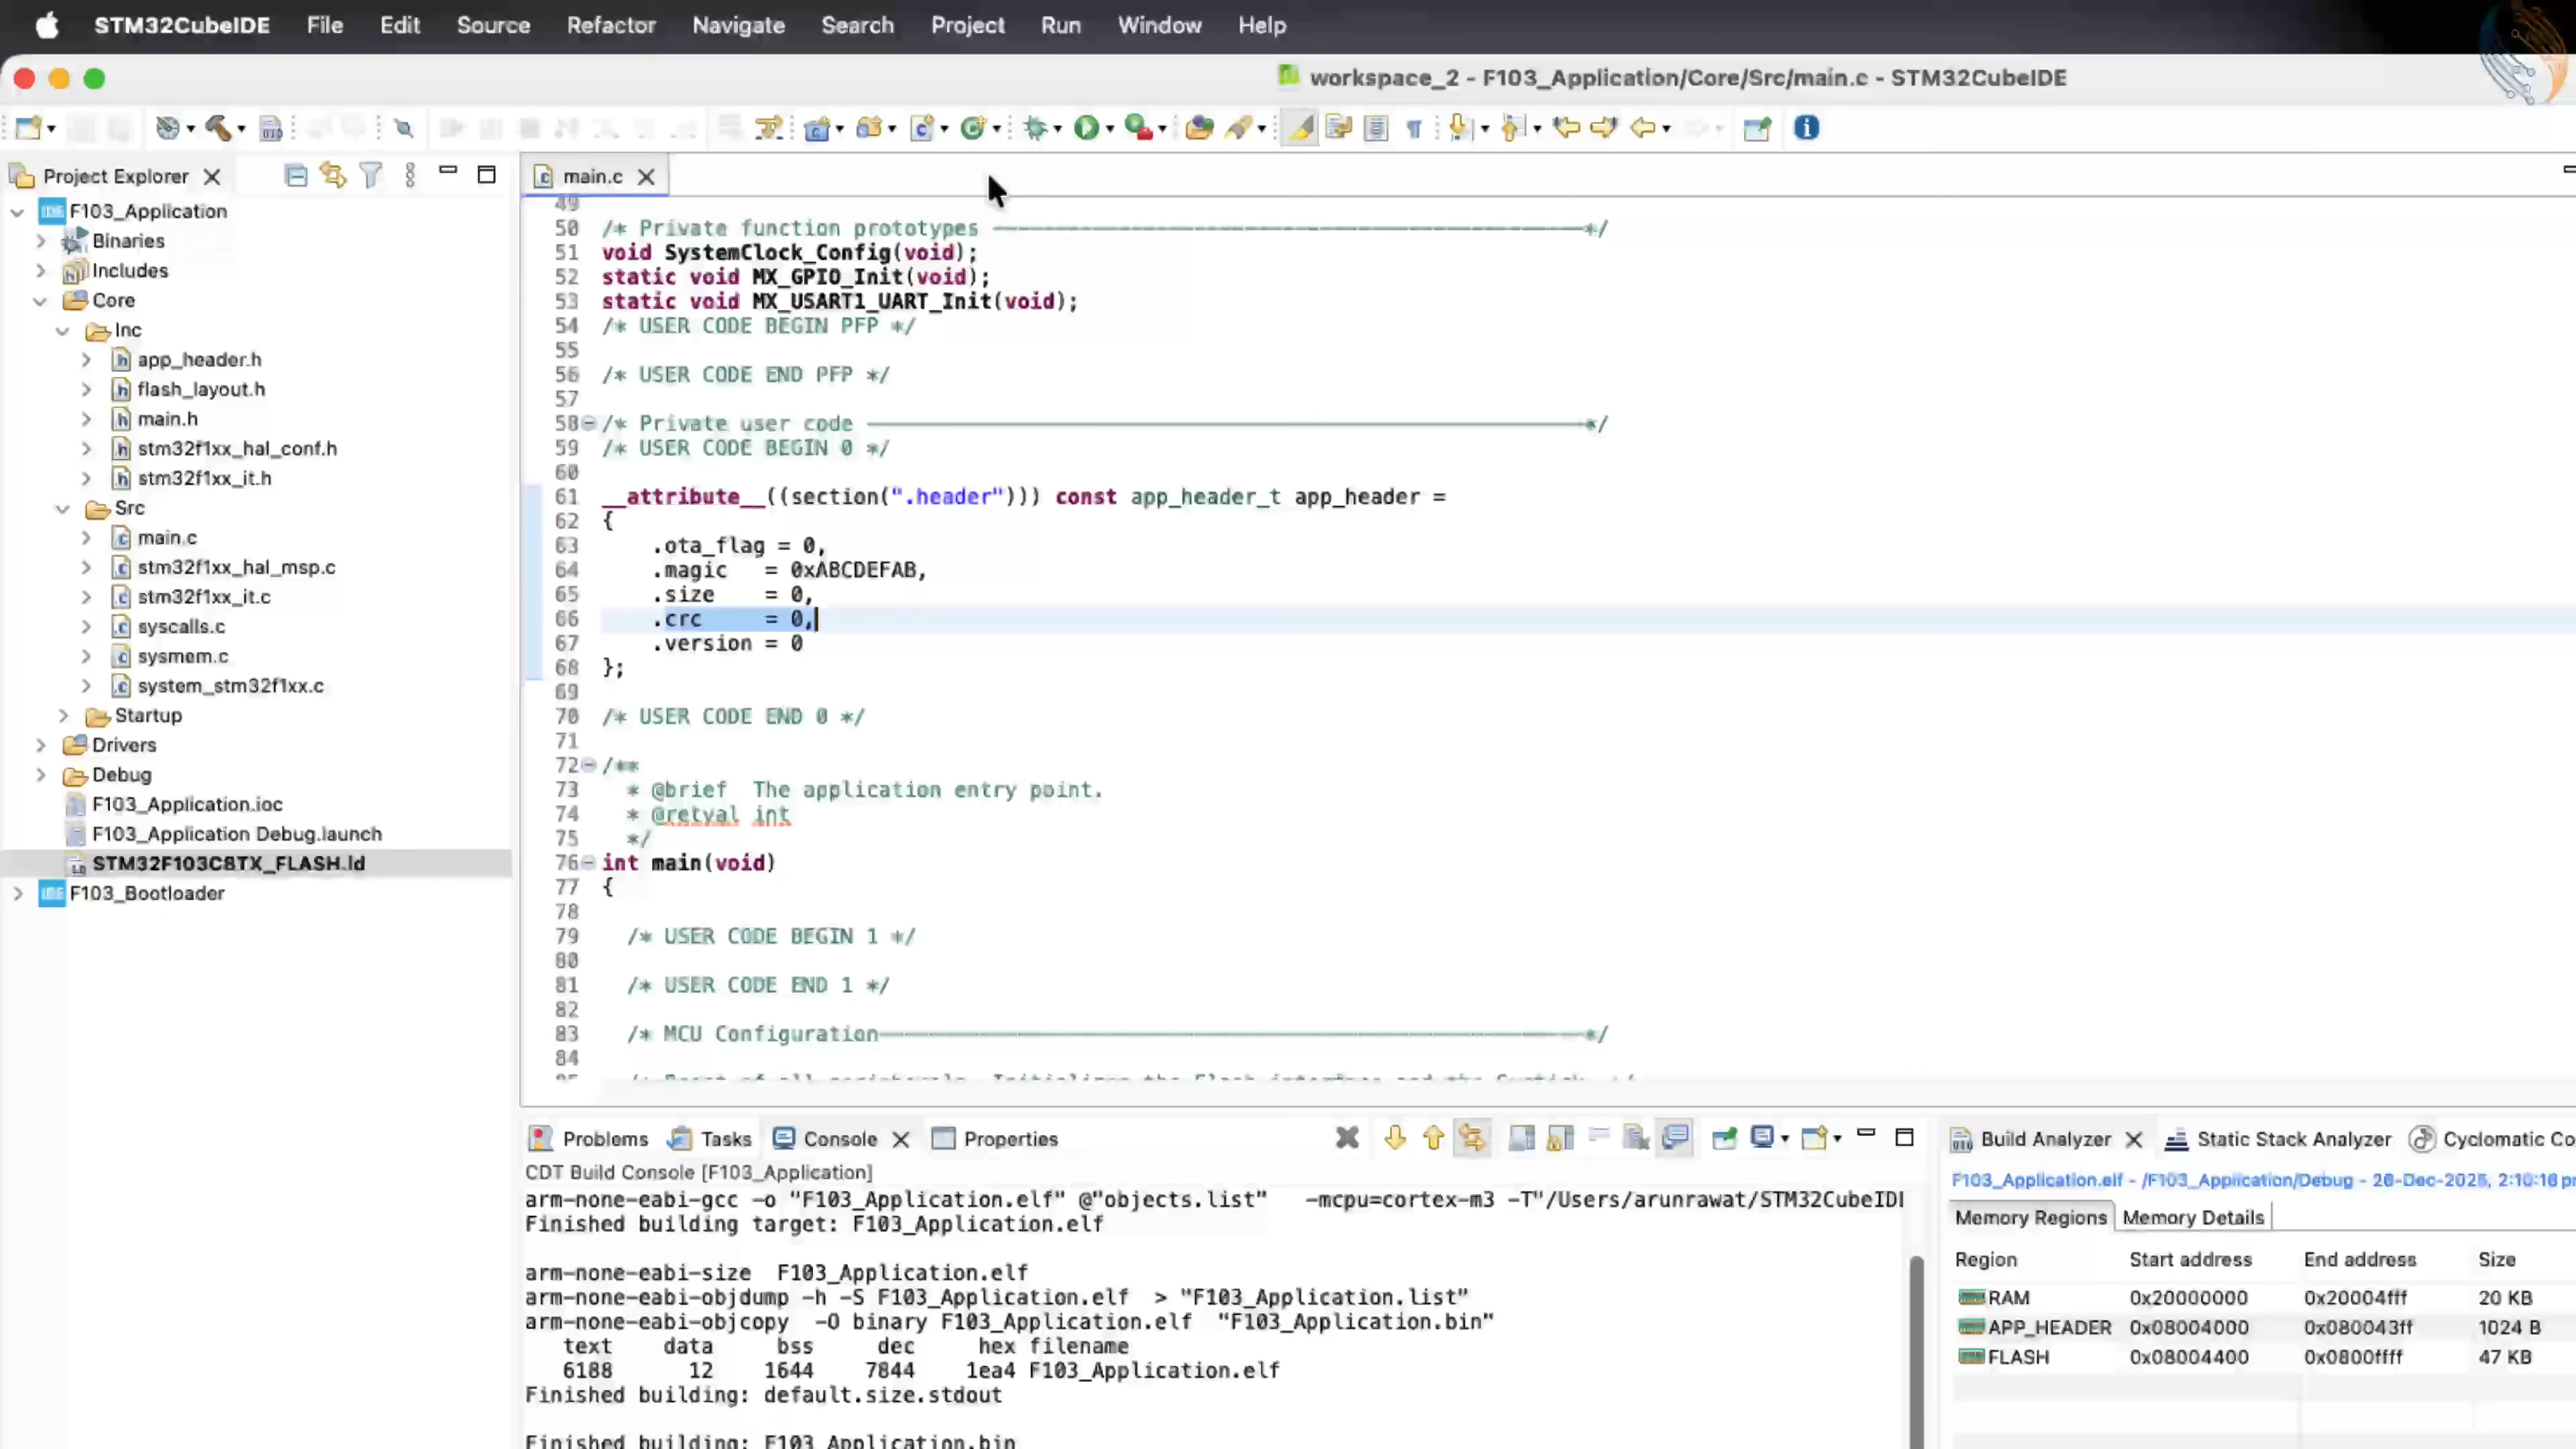 STM32CubeIDE File Edit Source Refactor Navigate Search Project Run Window Help
workspace_2 - F103_Application/Core/Src/main.c - STM32CubeIDE
Project Explorer
F103_Application
Binaries
Includes
Core
Inc
app_header.h
flash_layout.h
main.h
stm32f1xx_hal_conf.h
stm32f1xx_it.h
Src
main.c
stm32f1xx_hal_msp.c
stm32f1xx_it.c
syscalls.c
sysmem.c
system_stm32f1xx.c
Startup
Drivers
Debug
F103_Application.ioc
F103_Application Debug.launch
STM32F103C8TX_FLASH.ld
F103_Bootloader
main.c
49
50 /* Private function prototypes -----------------------------------------------*/
51 void SystemClock_Config(void);
52 static void MX_GPIO_Init(void);
53 static void MX_USART1_UART_Init(void);
54 /* USER CODE BEGIN PFP */
55
56 /* USER CODE END PFP */
57
58 /* Private user code ---------------------------------------------------------*/
59 /* USER CODE BEGIN 0 */
60
61 __attribute__((section(".header"))) const app_header_t app_header =
62 {
63     .ota_flag = 0,
64     .magic   = 0xABCDEFAB,
65     .size    = 0,
66     .crc     = 0,
67     .version = 0
68 };
69
70 /* USER CODE END 0 */
71
72 /**
73   * @brief  The application entry point.
74   * @retval int
75   */
76 int main(void)
77 {
78
79   /* USER CODE BEGIN 1 */
80
81   /* USER CODE END 1 */
82
83   /* MCU Configuration--------------------------------------------------------*/
84
Problems Tasks Console Properties
CDT Build Console [F103_Application]
arm-none-eabi-gcc -o "F103_Application.elf" @"objects.list"   -mcpu=cortex-m3 -T"/Users/arunrawat/STM32CubeIDE
Finished building target: F103_Application.elf
arm-none-eabi-size  F103_Application.elf
arm-none-eabi-objdump -h -S F103_Application.elf  > "F103_Application.list"
arm-none-eabi-objcopy  -O binary F103_Application.elf  "F103_Application.bin"
text data bss dec hex filename
6188 12 1644 7844 1ea4 F103_Application.elf
Finished building: default.size.stdout
Finished building: F103_Application.bin
Build Analyzer Static Stack Analyzer Cyclomatic Co
F103_Application.elf - /F103_Application/Debug - 26-Dec-2025, 2:10:16 pm
Memory Regions Memory Details
Region Start address End address Size
RAM 0x20000000 0x20004fff 20 KB
APP_HEADER 0x08004000 0x080043ff 1024 B
FLASH 0x08004400 0x0800ffff 47 KB